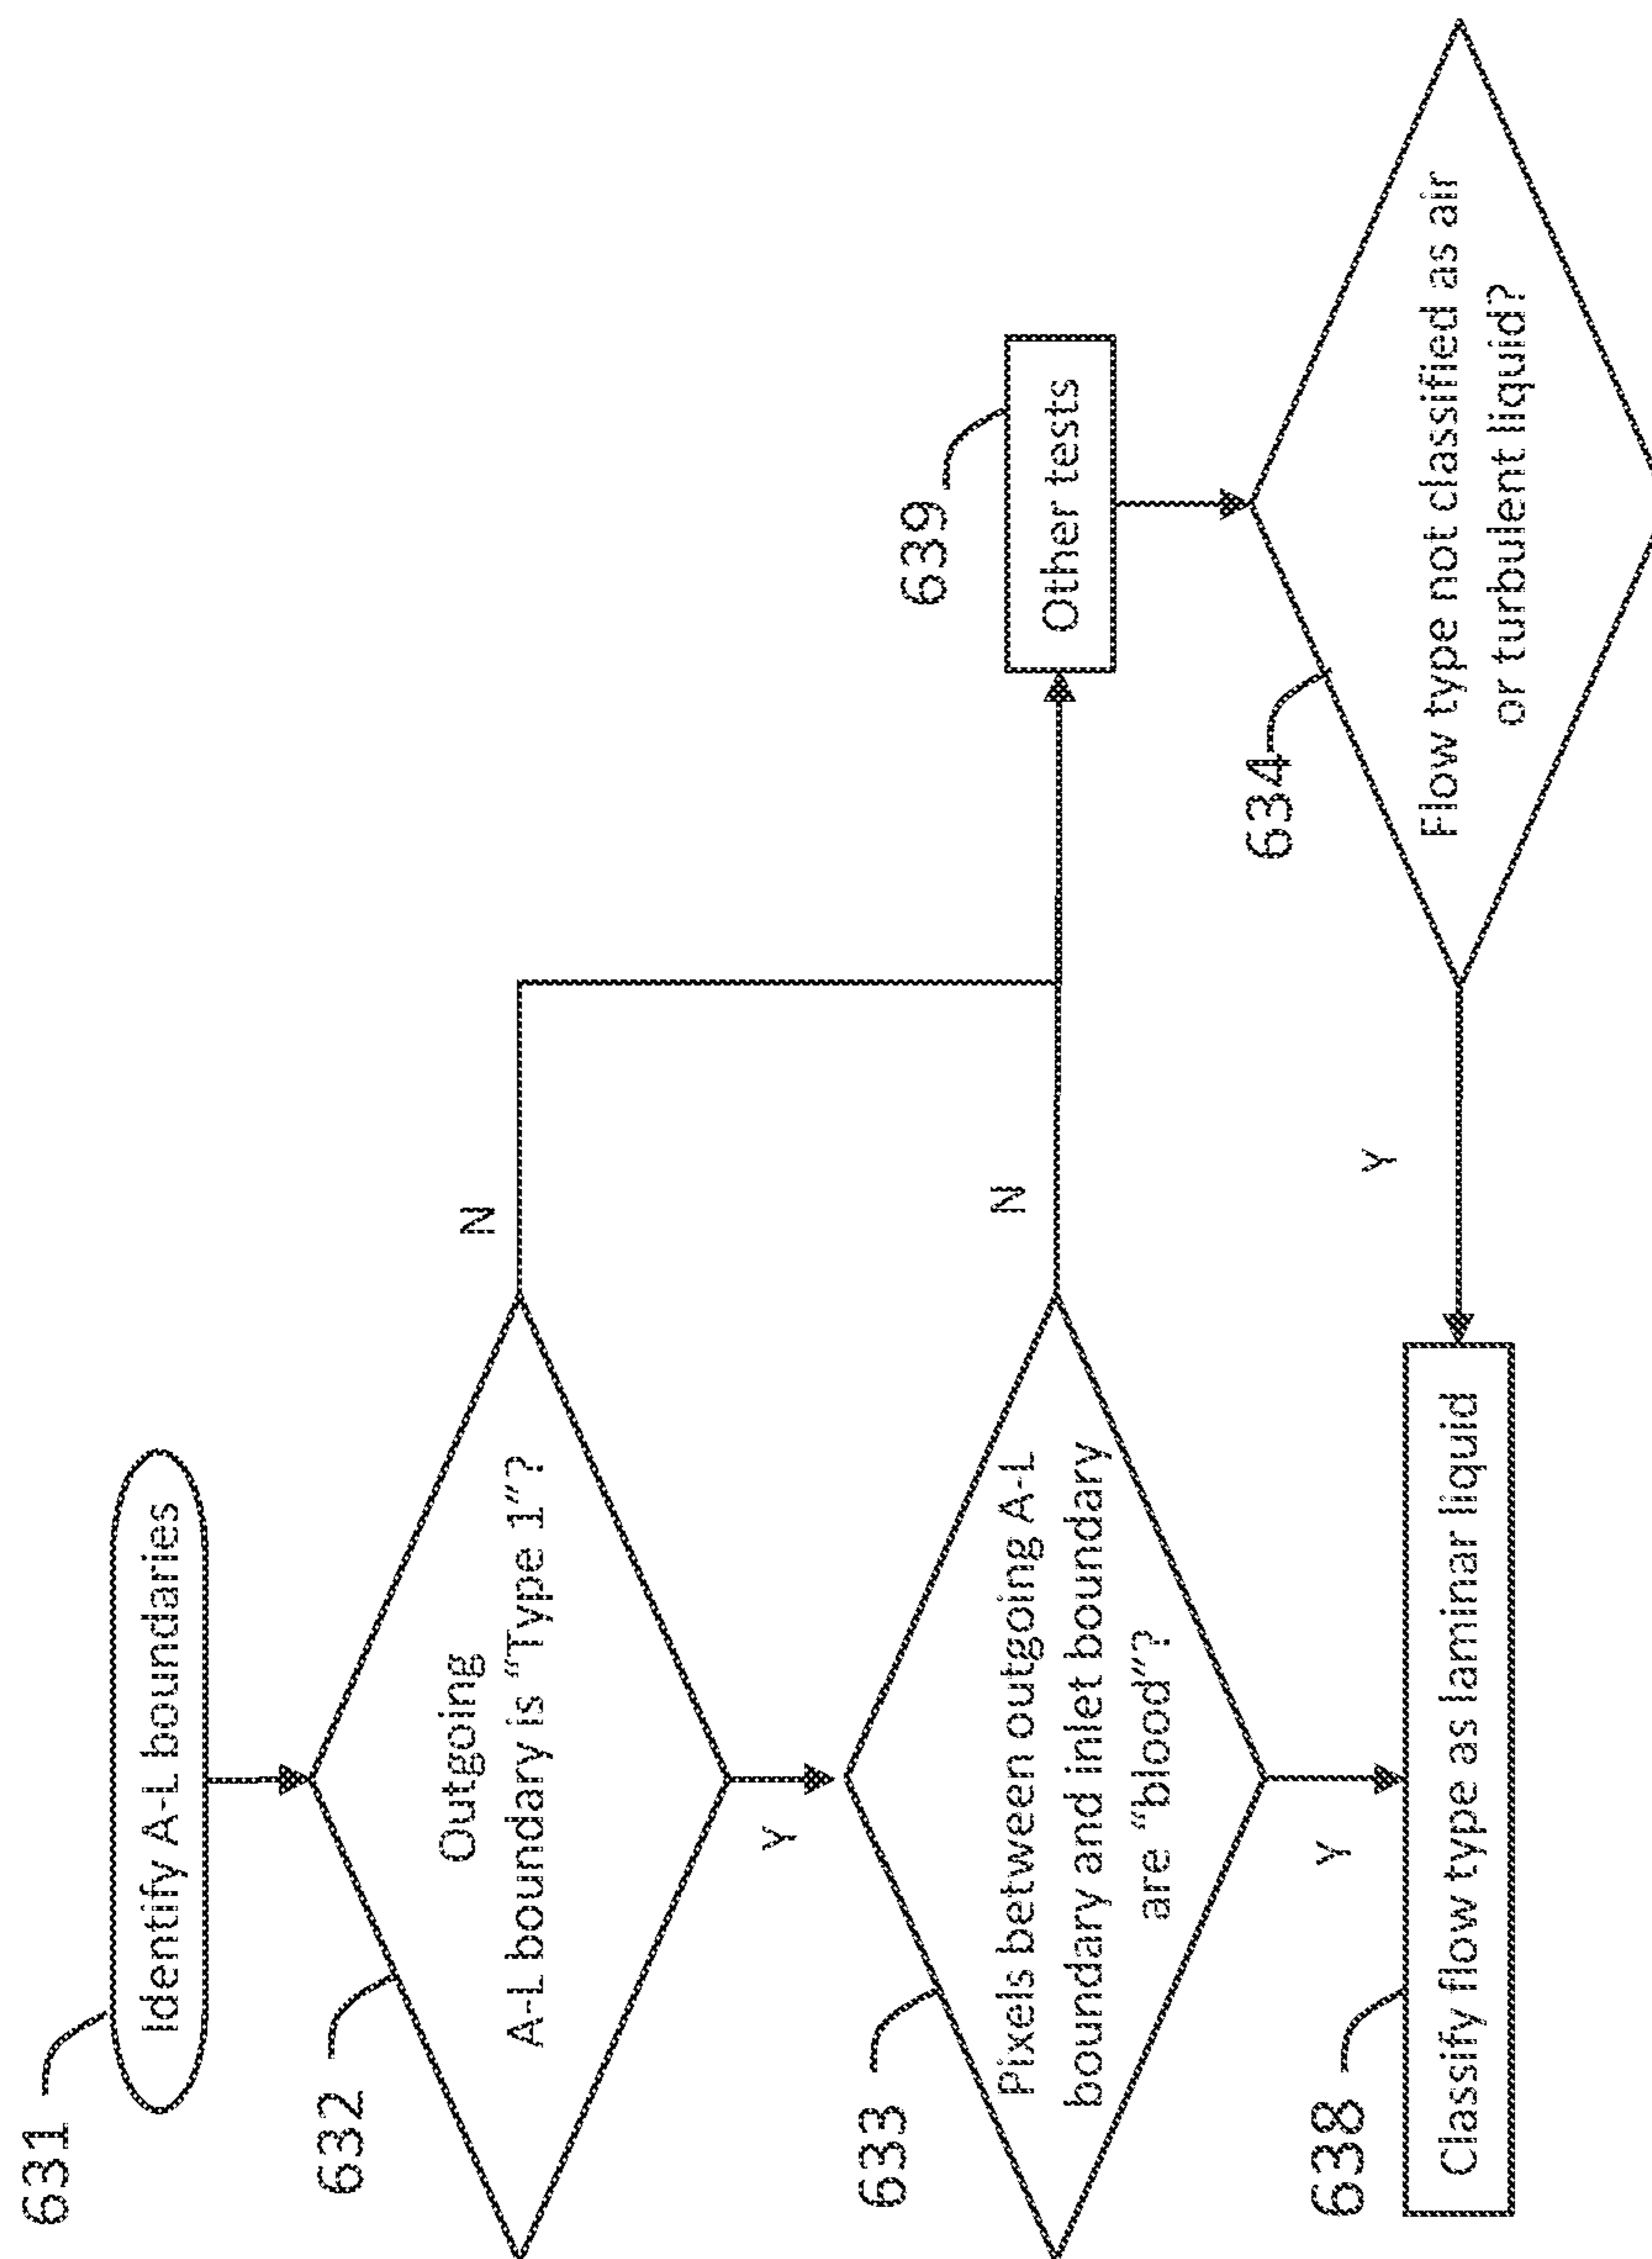 631
Identify A-L boundaries
632
Outgoing
A-L boundary is "Type 1"?
N
Y
633
Pixels between outgoing A-L
boundary and inlet boundary
are "blood"?
N
639
Other tests
Y
638
Classify flow type as laminar liquid
Y
634
Flow type not classified as air
or turbulent liquid?